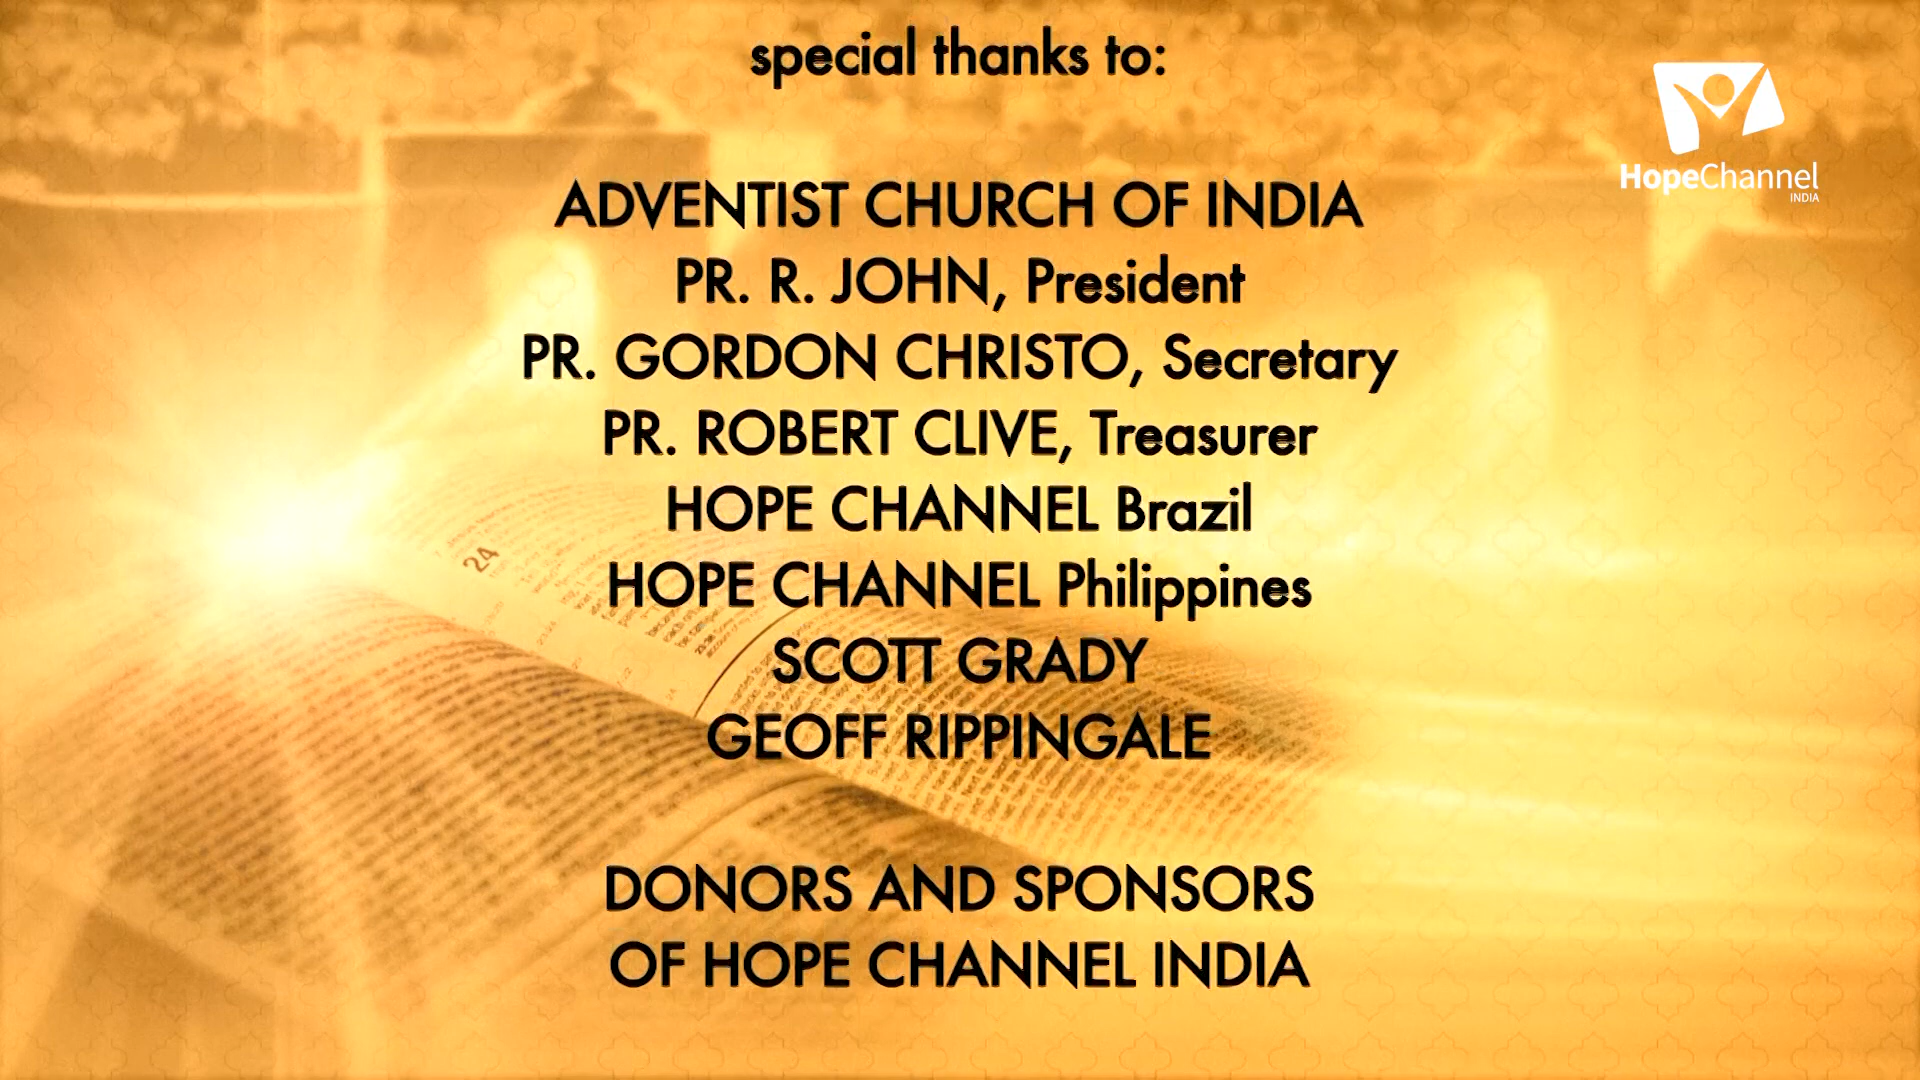 special thanks to:
HopeChannel
INDIA
ADVENTIST CHURCH OF INDIA
PR. R. JOHN, President
PR. GORDON CHRISTO, Secretary
PR. ROBERT CLIVE, Treasurer
HOPE CHANNEL Brazil
HOPE CHANNEL Philippines
SCOTT GRADY
GEOFF RIPPINGALE
DONORS AND SPONSORS
OF HOPE CHANNEL INDIA
24